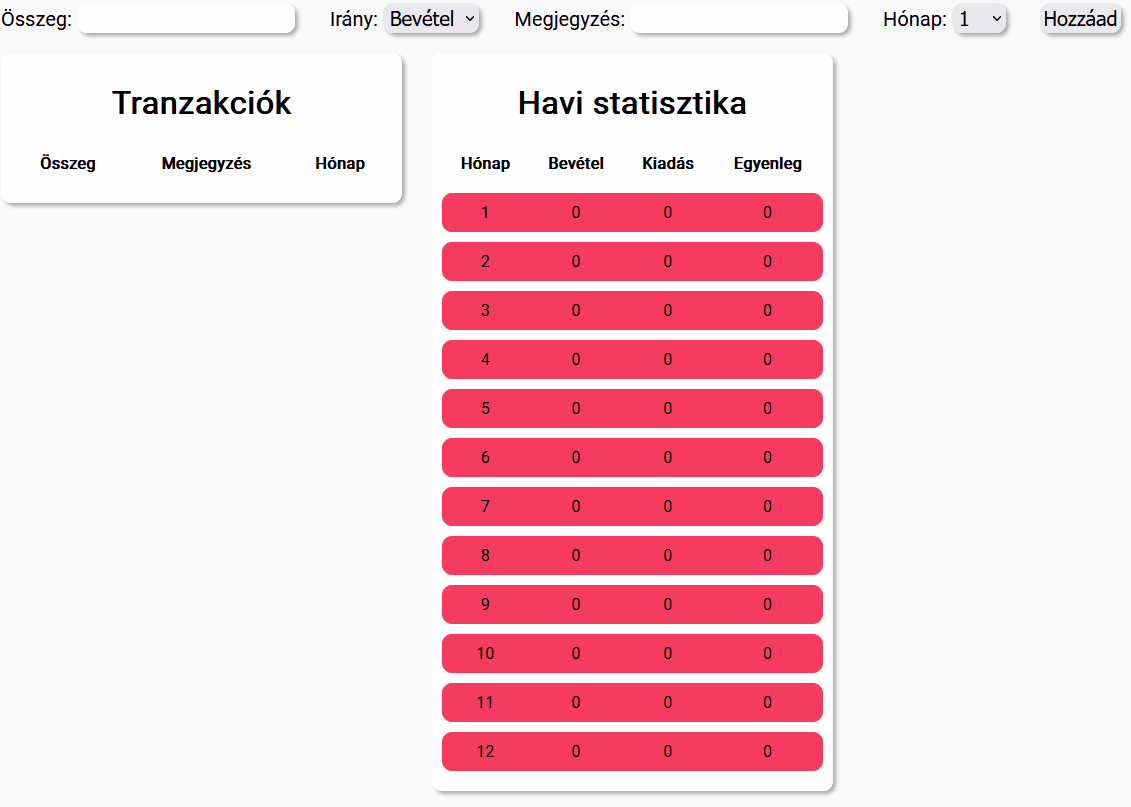 Összeg: Irány: Bevétel Megjegyzés: Hónap: 1 Hozzáad
Tranzakciók
Összeg Megjegyzés Hónap
Havi statisztika
Hónap Bevétel Kiadás Egyenleg
1 0 0 0
2 0 0 0
3 0 0 0
4 0 0 0
5 0 0 0
6 0 0 0
7 0 0 0
8 0 0 0
9 0 0 0
10 0 0 0
11 0 0 0
12 0 0 0